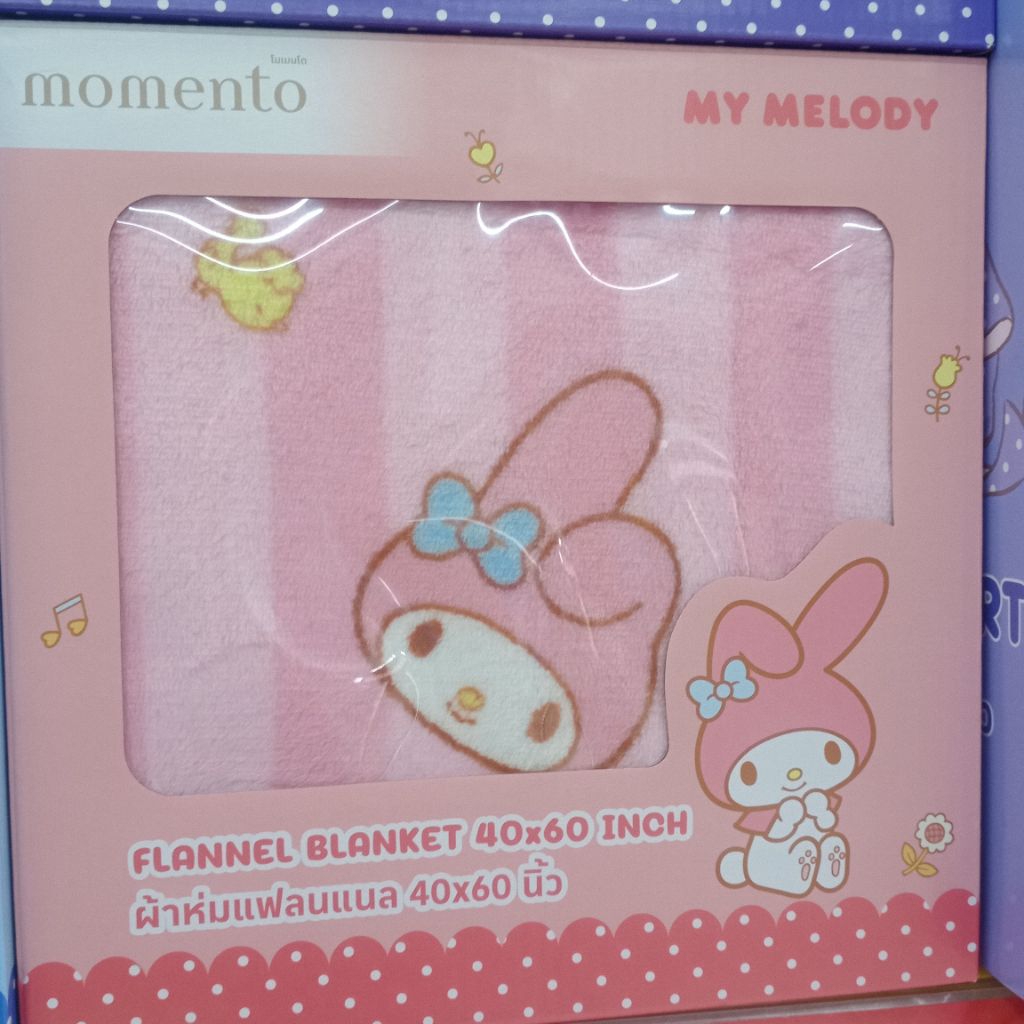 โมเมนโต
momento
MY MELODY
FLANNEL BLANKET 40x60 INCH
ผ้าห่มแฟลนแนล 40x60 นิ้ว
RT